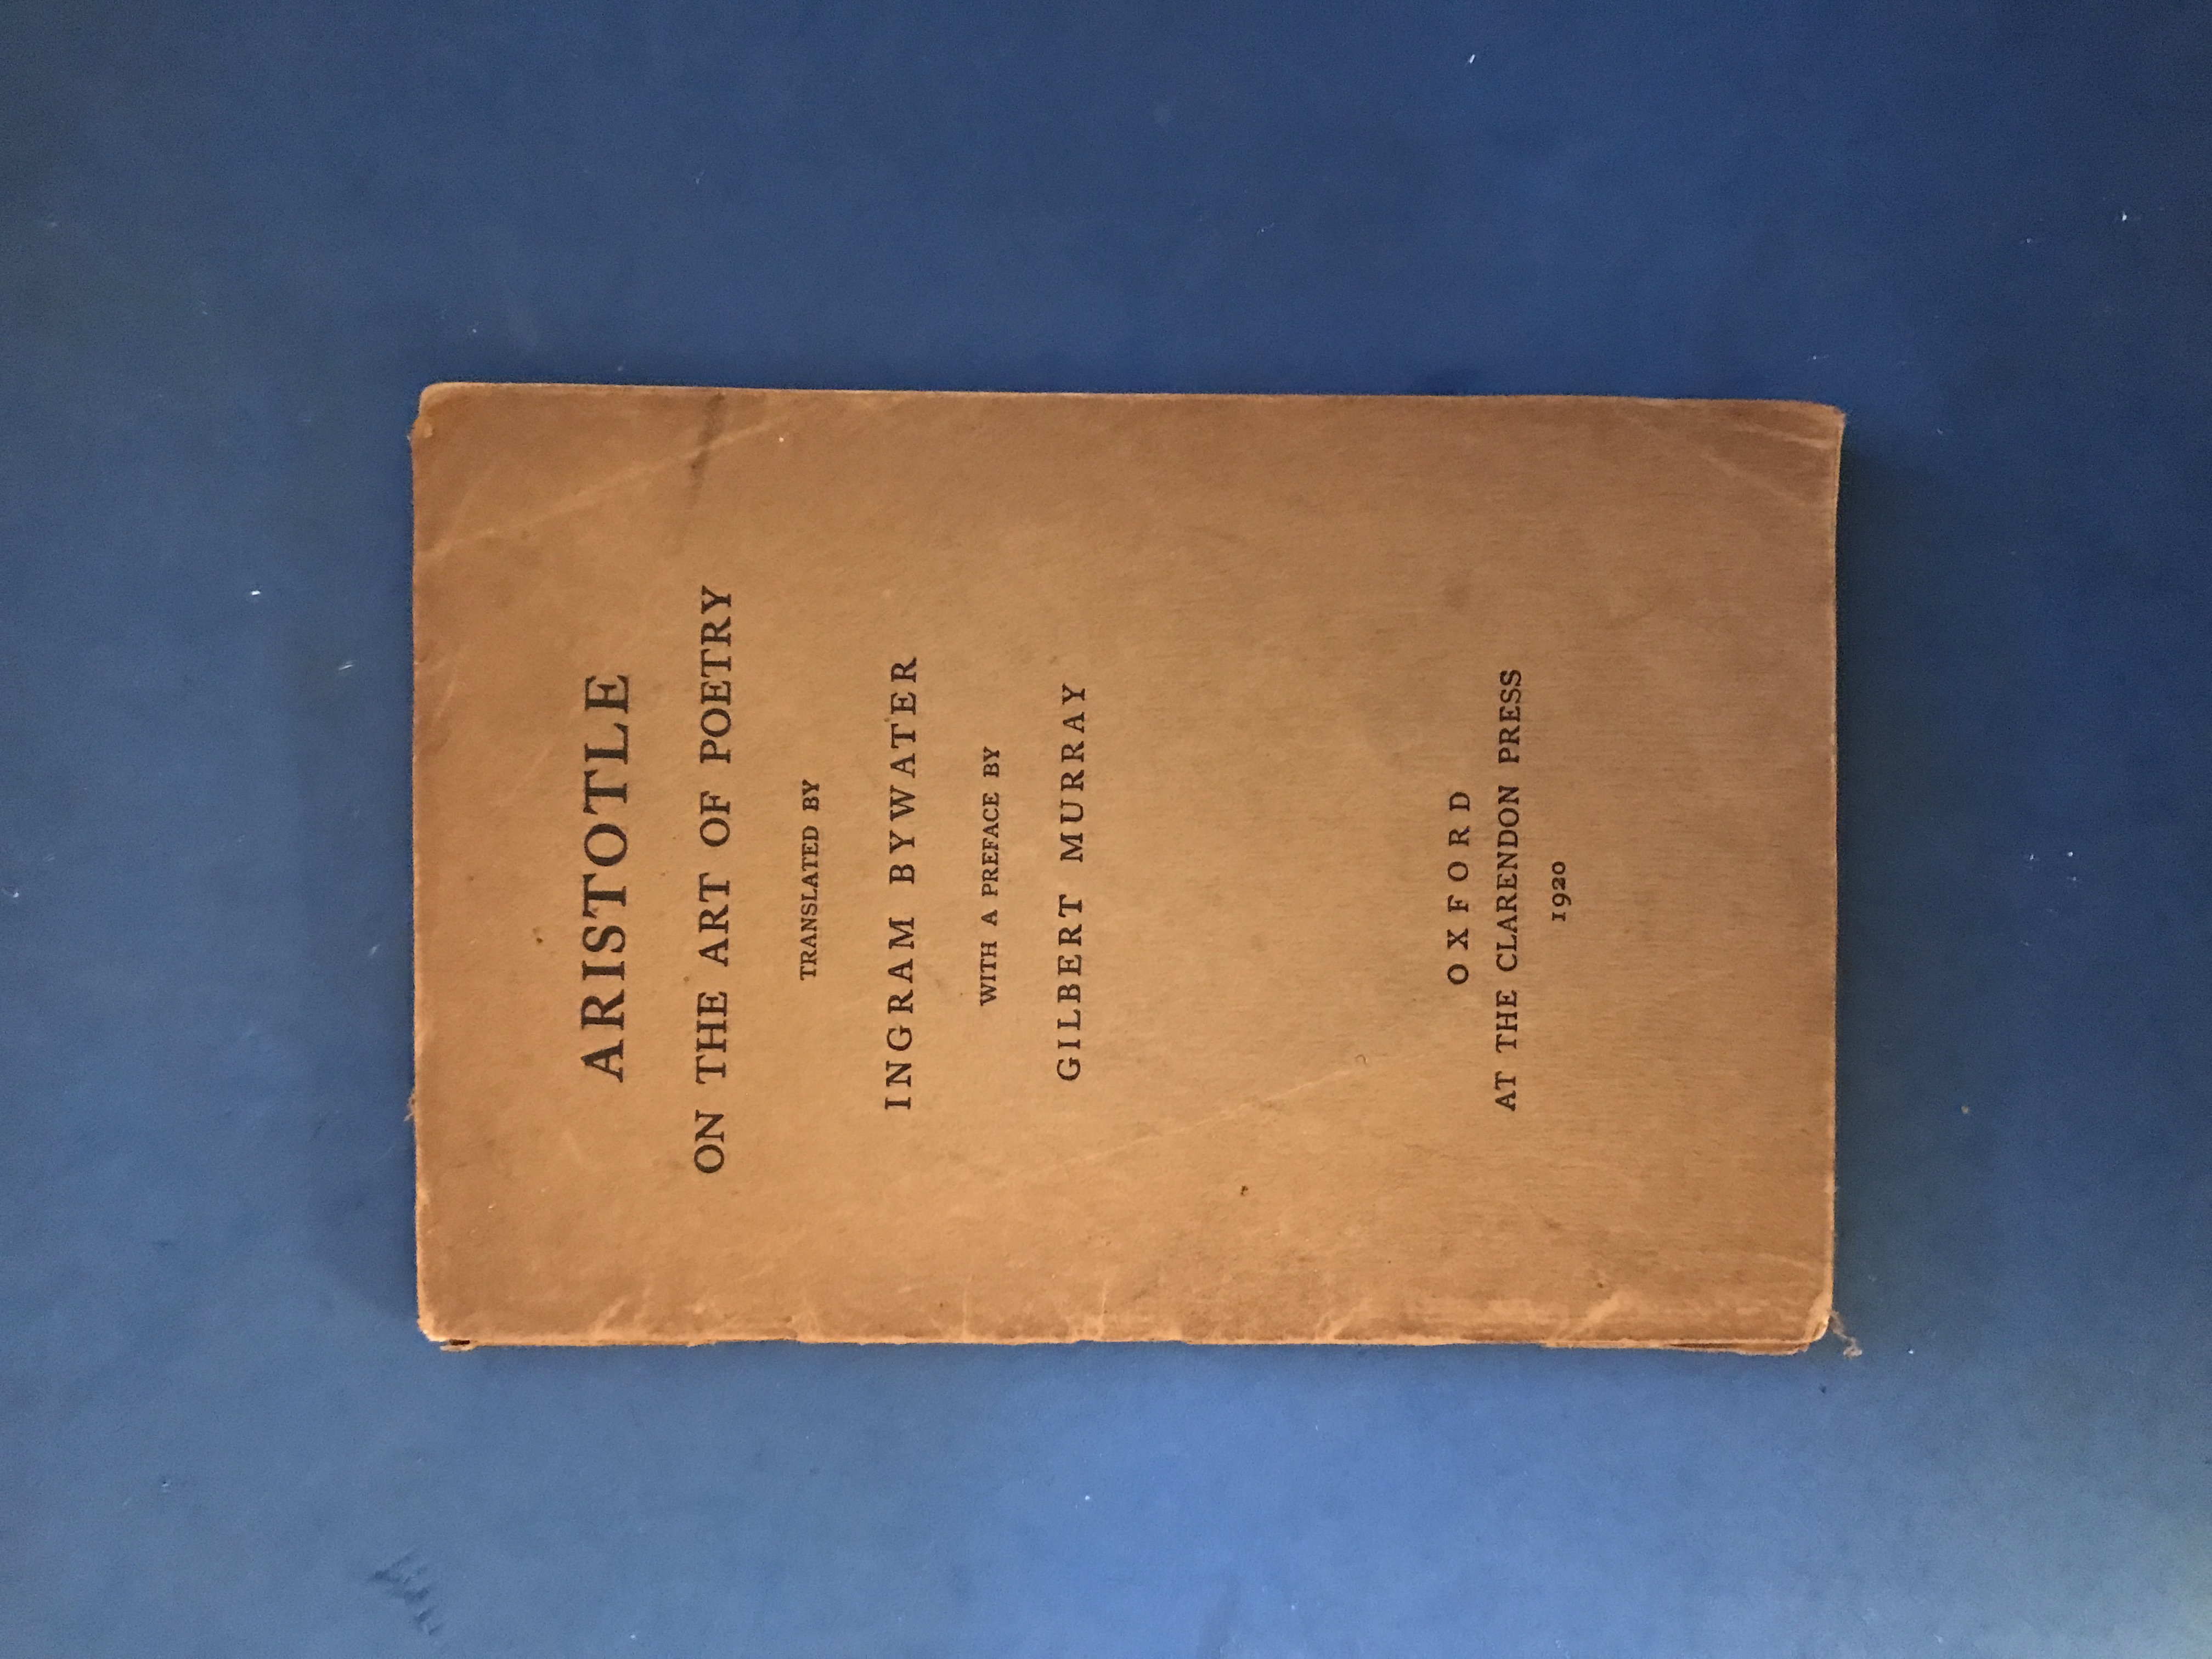 ARISTOTLE
ON THE ART OF POETRY
TRANSLATED BY
INGRAM BYWATER
WITH A PREFACE BY
GILBERT MURRAY
OXFORD
AT THE CLARENDON PRESS
1920